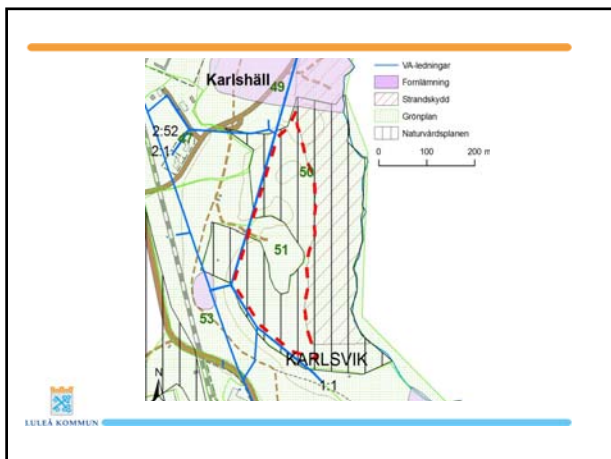 Karlshäll
49
2:52
47
2:1
50
51
53
KARLSVIK
1:1
N
VA-ledningar
Fornlämning
Strandskydd
Grönplan
Naturvårdsplanen
0 100 200 m
LULEÅ KOMMUN